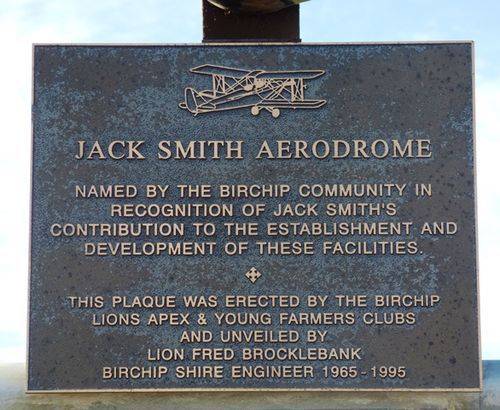 JACK SMITH AERODROME
NAMED BY THE BIRCHIP COMMUNITY IN
RECOGNITION OF JACK SMITH'S
CONTRIBUTION TO THE ESTABLISHMENT AND
DEVELOPMENT OF THESE FACILITIES.
THIS PLAQUE WAS ERECTED BY THE BIRCHIP
LIONS APEX & YOUNG FARMERS CLUBS
AND UNVEILED BY
LION FRED BROCKLEBANK
BIRCHIP SHIRE ENGINEER 1965-1995